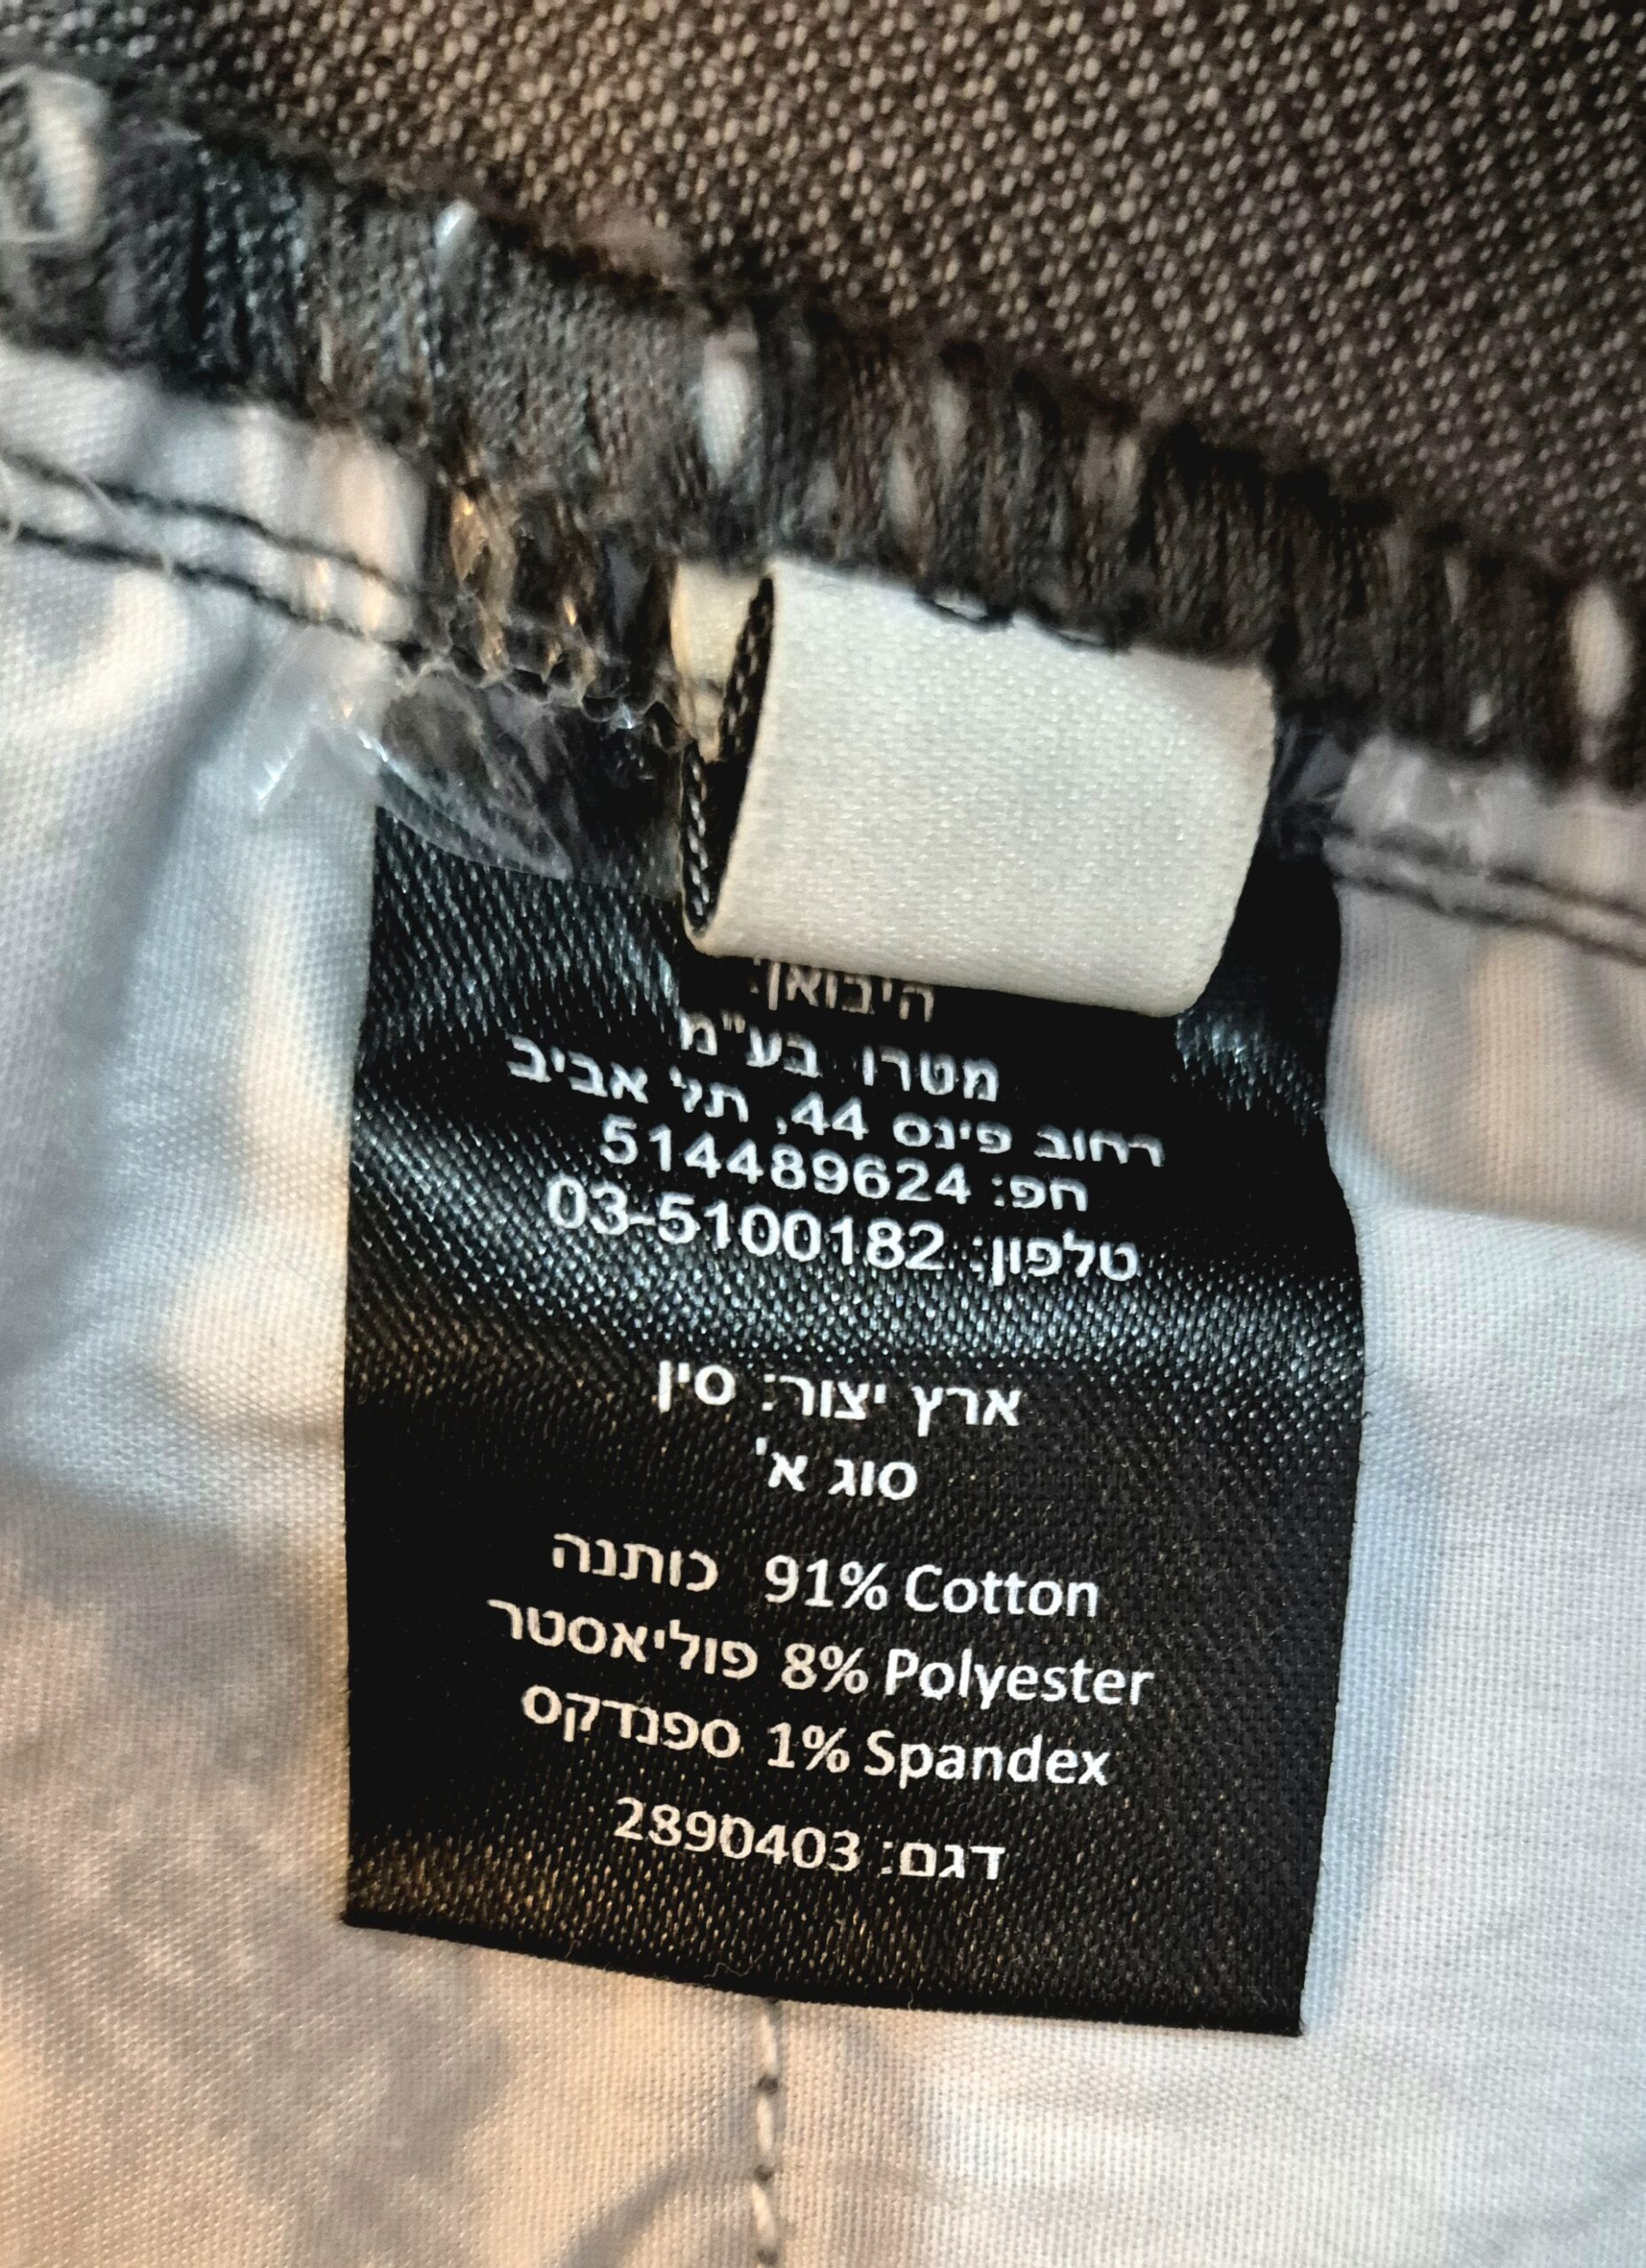 היבואן:
מטרו בע"מ
רחוב פינס 44, תל אביב
חפ: 514489624
טלפון: 03-5100182
ארץ יצור: סין
סוג א'
כותנה 91% Cotton
פוליאסטר 8% Polyester
ספנדקס 1% Spandex
דגם: 2890403